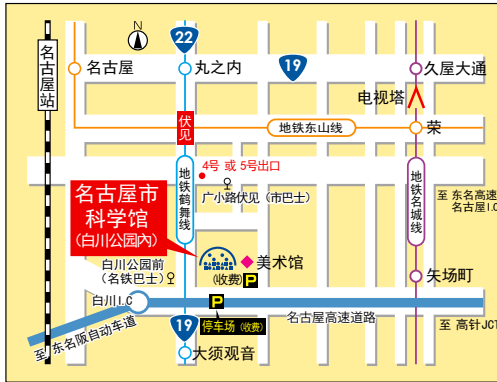 N
22
名古屋站
名古屋
丸之内
19
久屋大通
电视塔
伏见
地铁东山线
荣
4号 或 5号出口
广小路伏见（市巴士）
地铁鹤舞线
地铁名城线
至 东名高速
名古屋I.C
名古屋市
科学馆
（白川公园内）
美术馆
（收费）P
白川公园前
（名铁巴士）
矢场町
白川I.C
P
名古屋高速道路
19
停车场（收费）
至 东名阪自动车道
至 高针JCT
大须观音